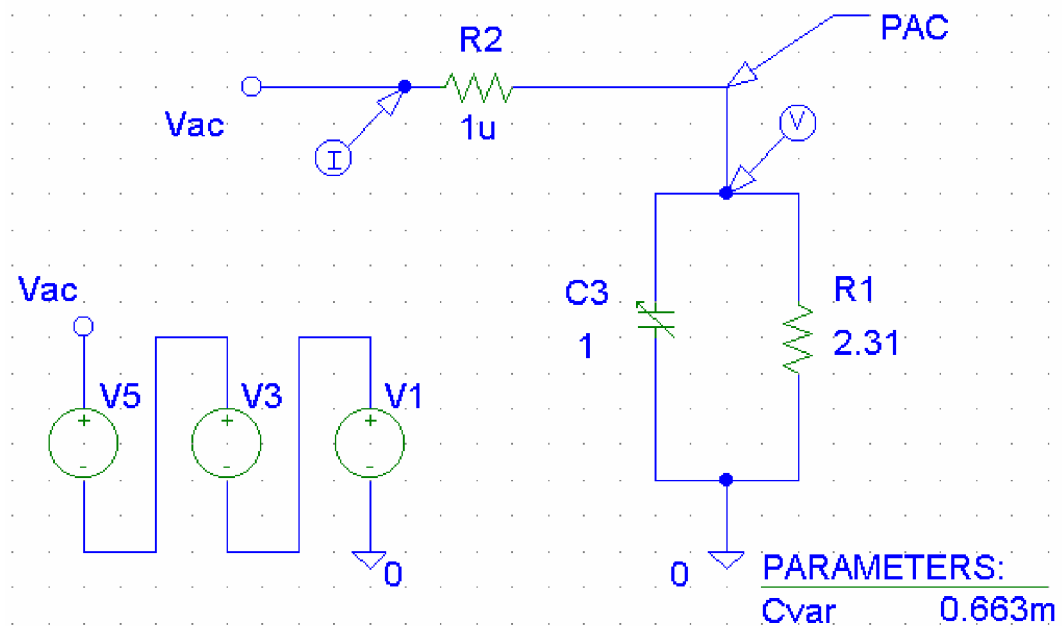 PAC
R2
Vac
1u
V
I
Vac
C3
R1
1
2.31
V5
V3
V1
+
+
+
-
-
-
0
0
PARAMETERS:
Cvar 0.663m